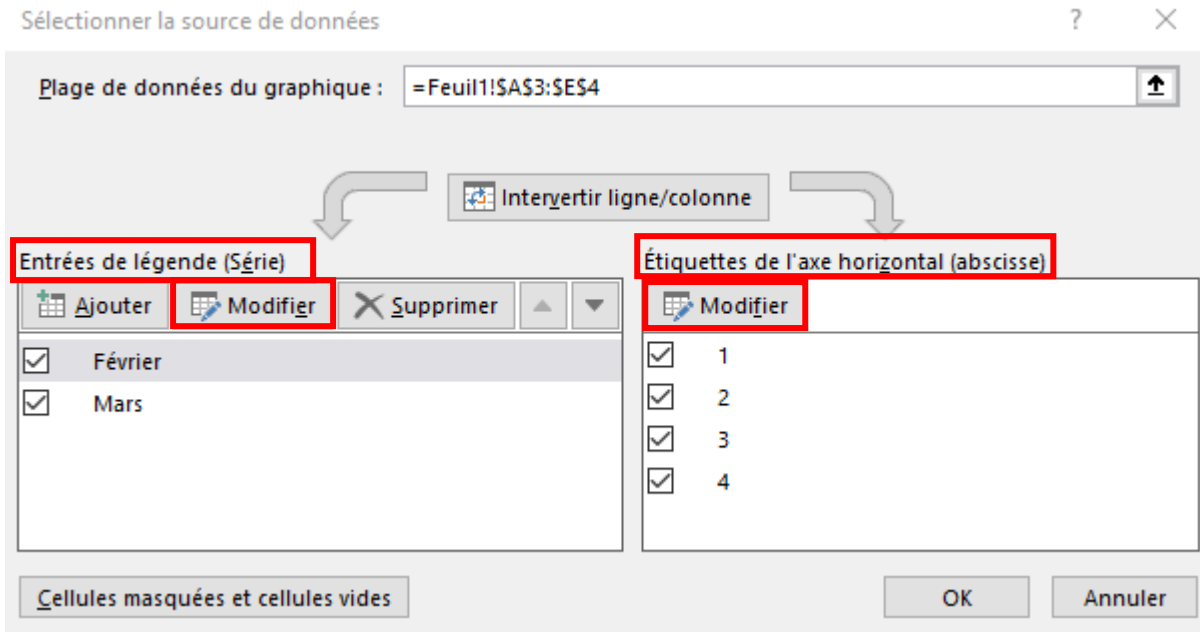 Sélectionner la source de données
?
Plage de données du graphique :
=Feuil1!$A$3:$E$4
Intervertir ligne/colonne
Entrées de légende (Série)
Ajouter
Modifier
Supprimer
Février
Mars
Étiquettes de l'axe horizontal (abscisse)
Modifier
1
2
3
4
Cellules masquées et cellules vides
OK
Annuler